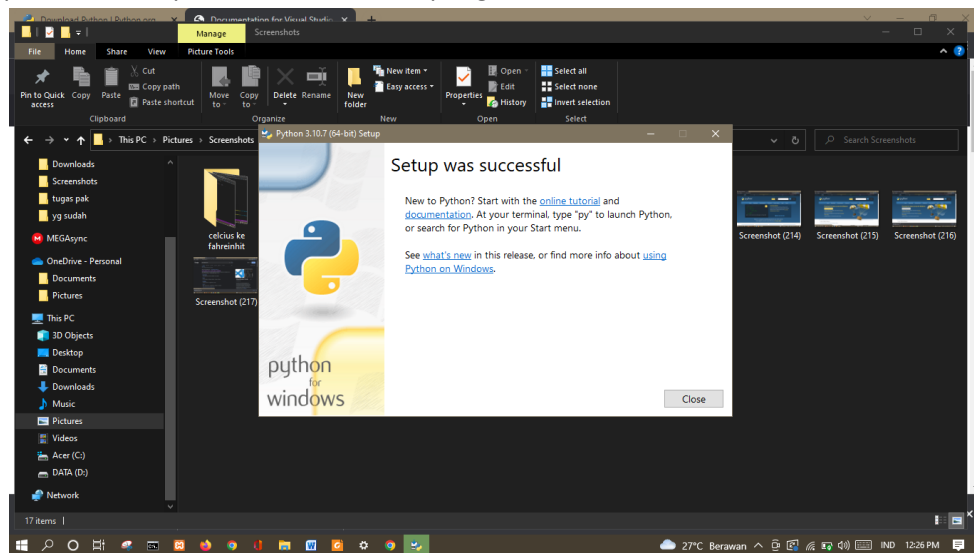 Download Python | Python.org
Documentation for Visual Studio
Manage
Screenshots
File
Home
Share
View
Picture Tools
Pin to Quick access
Copy
Paste
Cut
Copy path
Paste shortcut
Move to
Copy to
Delete
Rename
New folder
New item
Easy access
Properties
Open
Edit
History
Select all
Select none
Invert selection
Clipboard
Organize
New
Open
Select
This PC
Pictures
Screenshots
Search Screenshots
Downloads
Screenshots
tugas pak
yg sudah
MEGAsync
OneDrive - Personal
Documents
Pictures
This PC
3D Objects
Desktop
Documents
Downloads
Music
Pictures
Videos
Acer (C:)
DATA (D:)
Network
celcius ke
fahreinhit
Screenshot (217)
Screenshot (214)
Screenshot (215)
Screenshot (216)
Python 3.10.7 (64-bit) Setup
Setup was successful
New to Python? Start with the online tutorial and
documentation. At your terminal, type "py" to launch Python,
or search for Python in your Start menu.
See what's new in this release, or find more info about using
Python on Windows.
python
for
windows
Close
17 items
27°C Berawan
IND
12:26 PM